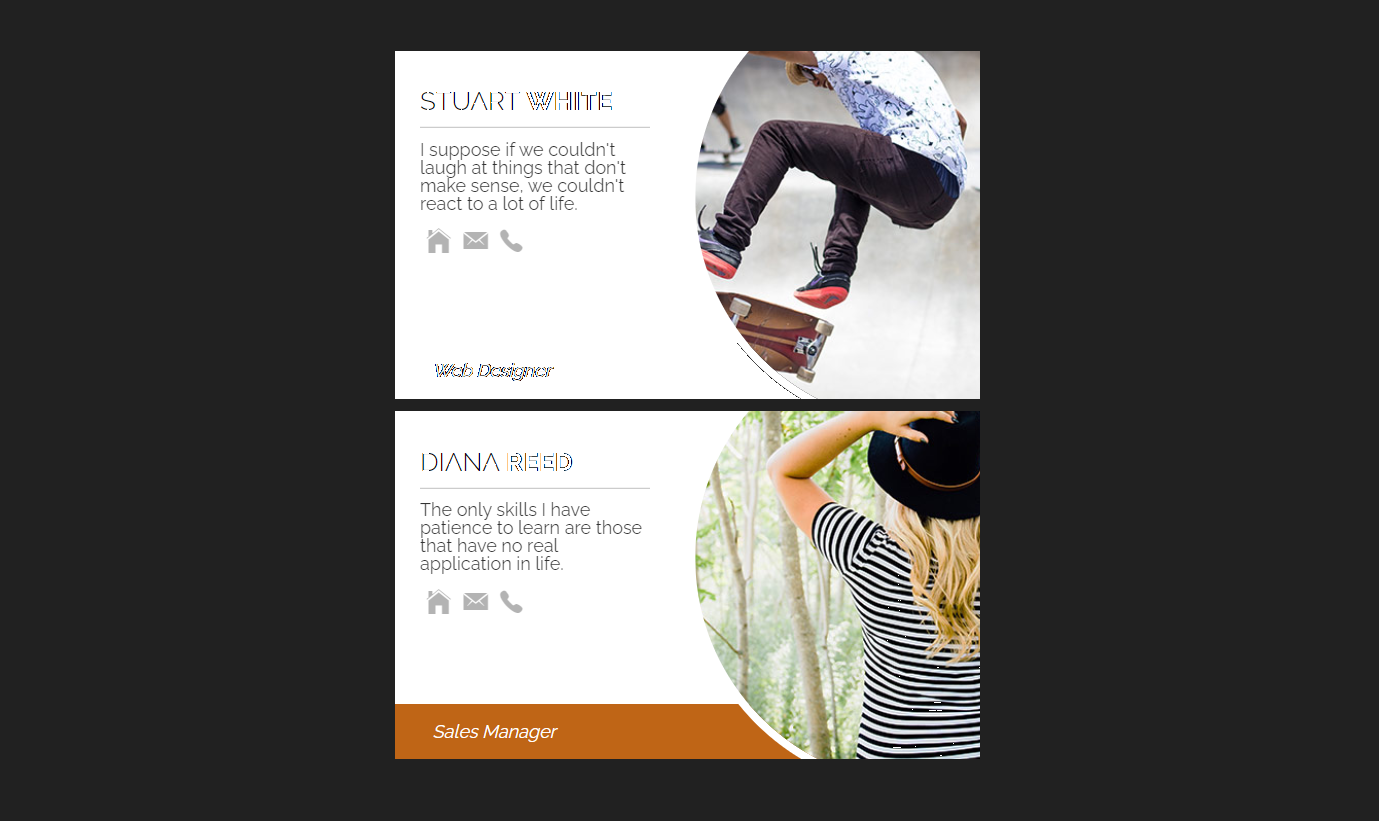 STUART WHITE
I suppose if we couldn't
laugh at things that don't
make sense, we couldn't
react to a lot of life.
Web Designer
DIANA REED
The only skills I have
patience to learn are those
that have no real
application in life.
Sales Manager